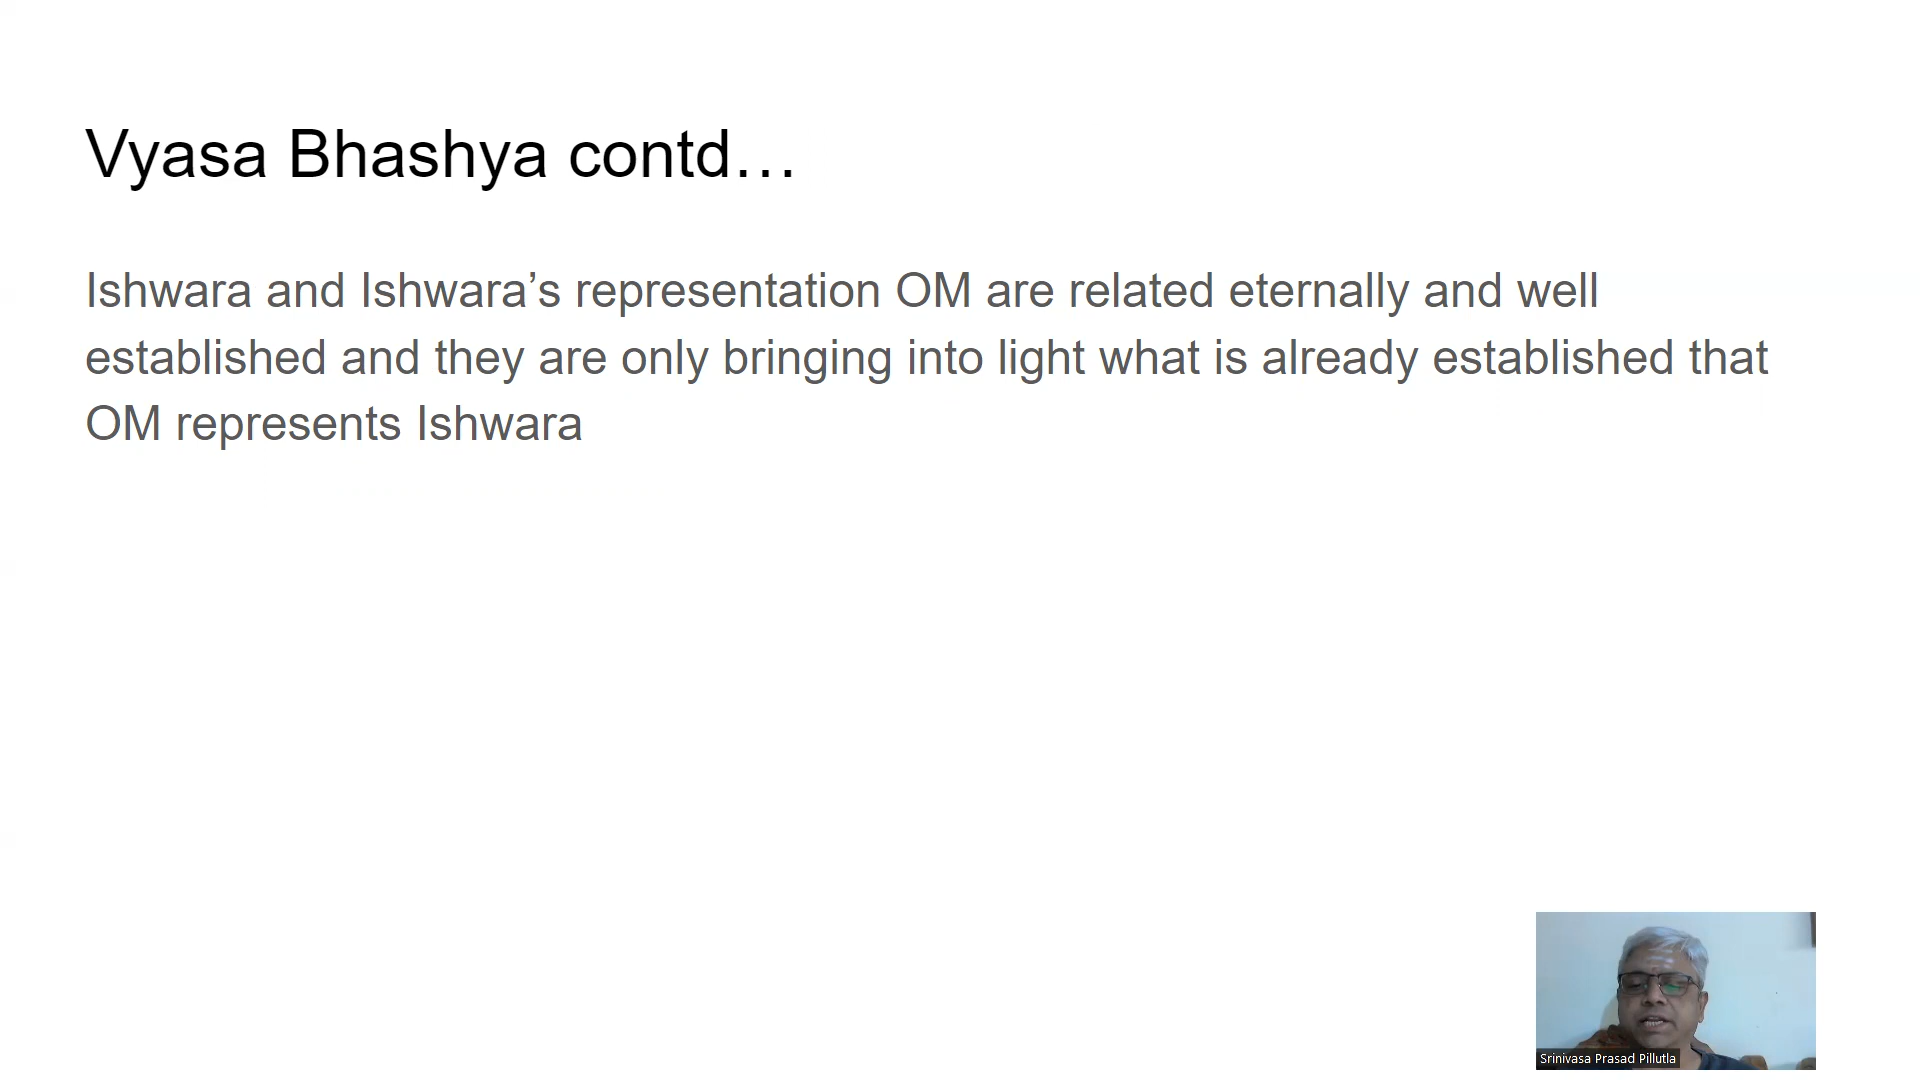 Vyasa Bhashya contd…
Ishwara and Ishwara’s representation OM are related eternally and well
established and they are only bringing into light what is already established that
OM represents Ishwara
Srinivasa Prasad Pillutla